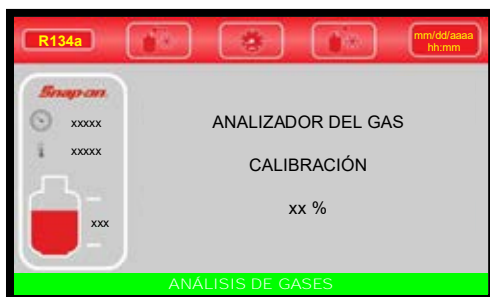 R134a
mm/dd/aaaa
hh:mm
Snap-on
xxxxx
xxxxx
xxx
ANALIZADOR DEL GAS
CALIBRACIÓN
xx %
ANÁLISIS DE GASES